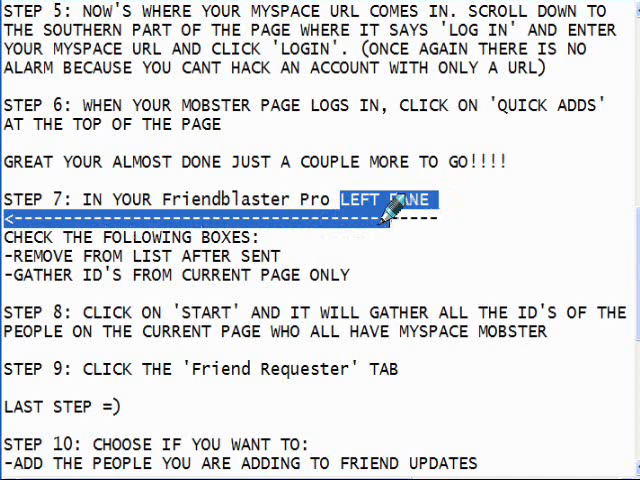 STEP 5: NOW'S WHERE YOUR MYSPACE URL COMES IN. SCROLL DOWN TO
THE SOUTHERN PART OF THE PAGE WHERE IT SAYS 'LOG IN' AND ENTER
YOUR MYSPACE URL AND CLICK 'LOGIN'. (ONCE AGAIN THERE IS NO
ALARM BECAUSE YOU CANT HACK AN ACCOUNT WITH ONLY A URL)
STEP 6: WHEN YOUR MOBSTER PAGE LOGS IN, CLICK ON 'QUICK ADDS'
AT THE TOP OF THE PAGE
GREAT YOUR ALMOST DONE JUST A COUPLE MORE TO GO!!!!
STEP 7: IN YOUR Friendblaster Pro LEFT PANE
<-----------------------------------------------
CHECK THE FOLLOWING BOXES:
-REMOVE FROM LIST AFTER SENT
-GATHER ID'S FROM CURRENT PAGE ONLY
STEP 8: CLICK ON 'START' AND IT WILL GATHER ALL THE ID'S OF THE
PEOPLE ON THE CURRENT PAGE WHO ALL HAVE MYSPACE MOBSTER
STEP 9: CLICK THE 'Friend Requester' TAB
LAST STEP =)
STEP 10: CHOOSE IF YOU WANT TO:
-ADD THE PEOPLE YOU ARE ADDING TO FRIEND UPDATES